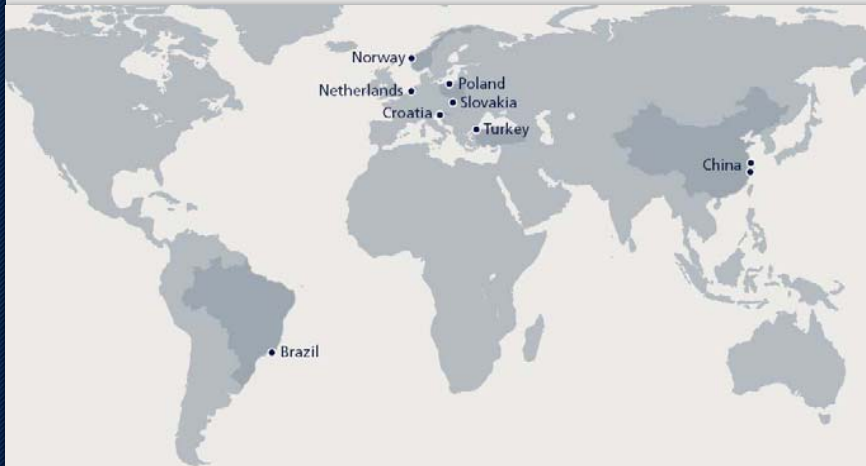 Norway
Netherlands
Poland
Slovakia
Croatia
Turkey
China
Brazil